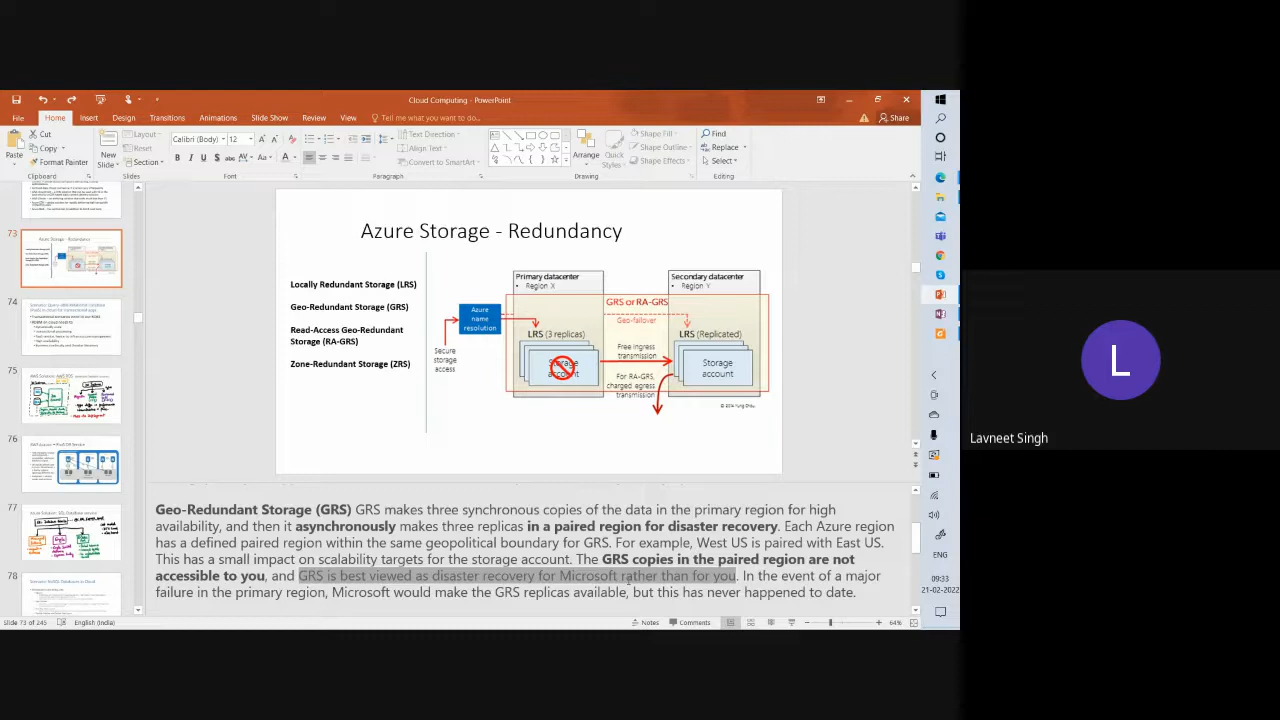 Cloud Computing - PowerPoint
File Home Insert Design Transitions Animations Slide Show Review View Tell me what you want to do... Share
Paste
Cut
Copy
Format Painter
Clipboard
New Slide
Layout
Reset
Section
Slides
Calibri (Body) 12
Font
Text Direction
Align Text
Convert to SmartArt
Paragraph
Arrange
Quick Styles
Shape Fill
Shape Outline
Shape Effects
Drawing
Find
Replace
Select
Editing
73
Azure Storage - Redundancy
74
75
76
77
78
Azure Storage - Redundancy
Locally Redundant Storage (LRS)
Geo-Redundant Storage (GRS)
Read-Access Geo-Redundant
Storage (RA-GRS)
Zone-Redundant Storage (ZRS)
Primary datacenter
• Region X
Secondary datacenter
• Region Y
GRS or RA-GRS
Azure
name
resolution
Geo-failover
LRS (3 replicas)
LRS (Replicated)
Secure
storage
access
Free ingress
transmission
Storage
account
Storage
account
For RA-GRS,
charged egress
transmission
Geo-Redundant Storage (GRS) GRS makes three synchronous copies of the data in the primary region for high
availability, and then it asynchronously makes three replicas in a paired region for disaster recovery. Each Azure region
has a defined paired region within the same geopolitical boundary for GRS. For example, West US is paired with East US.
This has a small impact on scalability targets for the storage account. The GRS copies in the paired region are not
accessible to you, and GRS is best viewed as disaster recovery for Microsoft rather than for you. In the event of a major
failure in the primary region, Microsoft would make the GRS replicas available, but this has never happened to date.
Slide 73 of 245 English (India) Notes Comments 64%
ENG
09:33
21-02-2022
L
Lavneet Singh